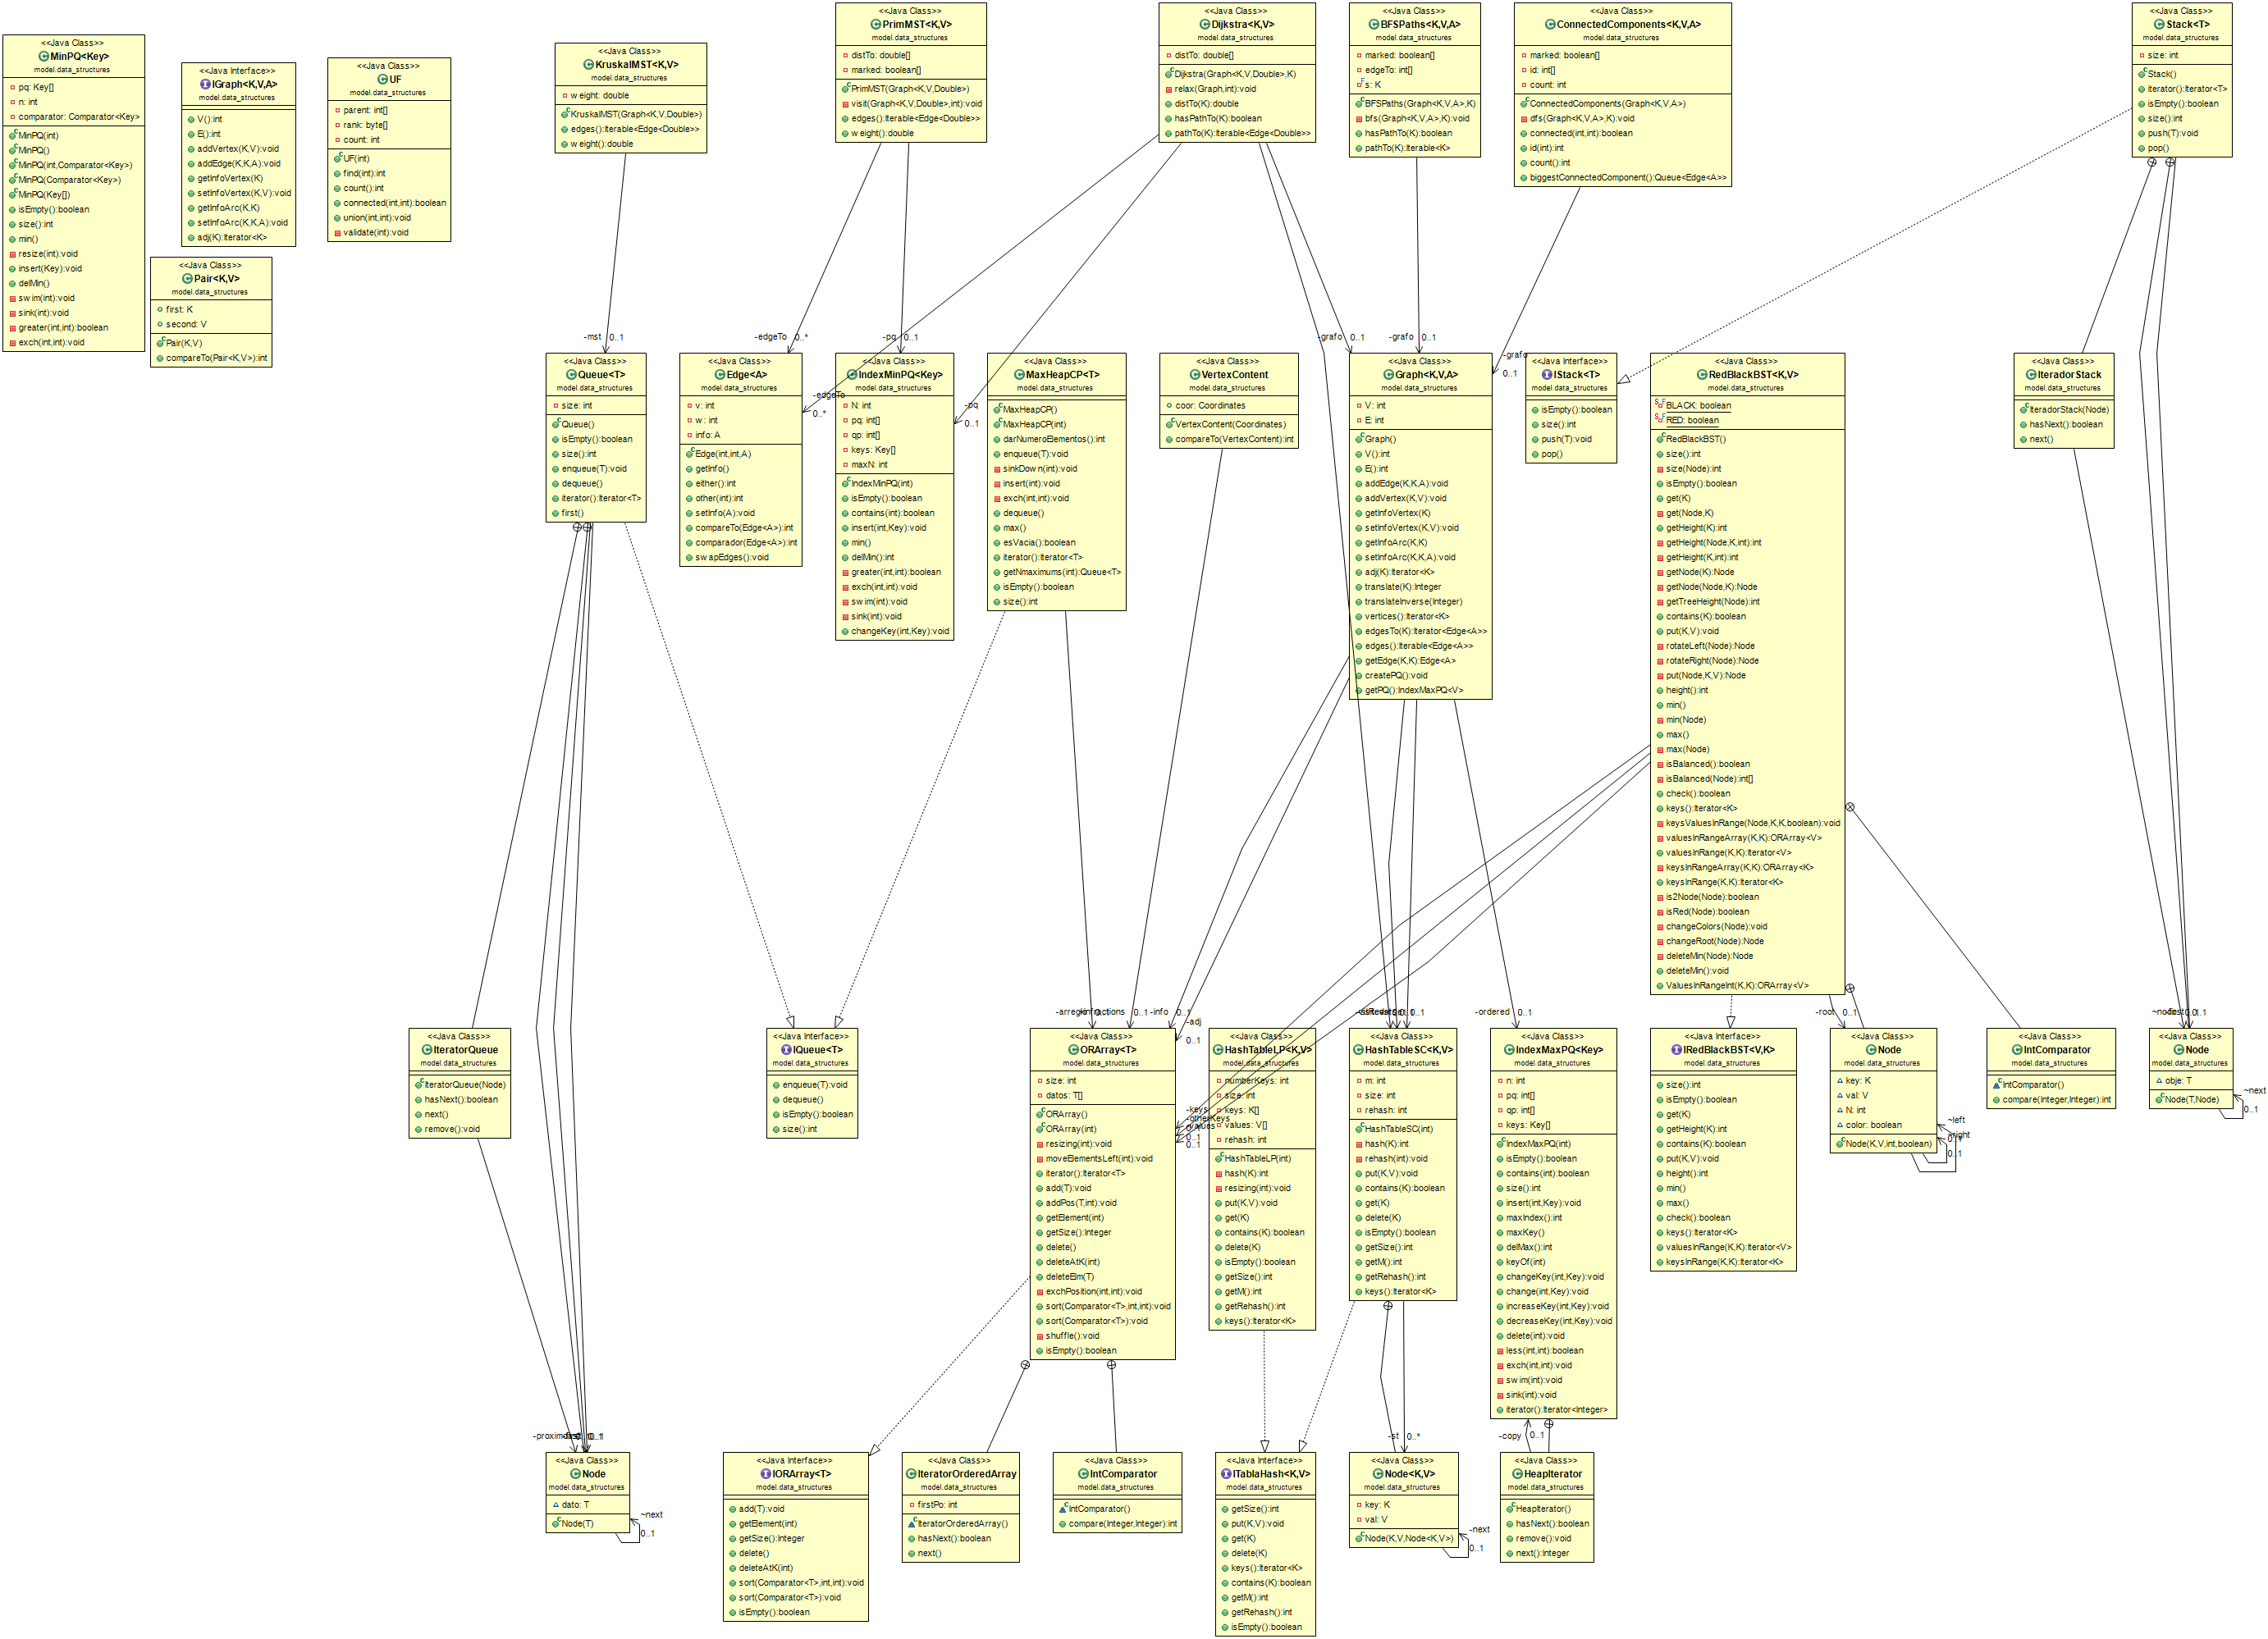 <<Java Class>>
MinPQ<Key>
model.data_structures
pq: Key[]
n: int
comparator: Comparator<Key>
MinPQ(int)
MinPQ()
MinPQ(int,Comparator<Key>)
MinPQ(Comparator<Key>)
MinPQ(Key[])
isEmpty():boolean
size():int
min()
resize(int):void
insert(Key):void
delMin()
swim(int):void
sink(int):void
greater(int,int):boolean
exch(int,int):void
<<Java Interface>>
IGraph<K,V,A>
model.data_structures
V():int
E():int
addVertex(K,V):void
addEdge(K,K,A):void
getInfoVertex(K)
setInfoVertex(K,V):void
getInfoArc(K,K)
setInfoArc(K,K,A):void
adj(K):Iterator<K>
<<Java Class>>
Pair<K,V>
model.data_structures
first: K
second: V
Pair(K,V)
compareTo(Pair<K,V>):int
<<Java Class>>
UF
model.data_structures
parent: int[]
rank: byte[]
count: int
UF(int)
find(int):int
count():int
connected(int,int):boolean
union(int,int):void
validate(int):void
<<Java Class>>
KruskalMST<K,V>
model.data_structures
weight: double
KruskalMST(Graph<K,V,Double>)
edges():Iterable<Edge<Double>>
weight():double
<<Java Class>>
PrimMST<K,V>
model.data_structures
distTo: double[]
marked: boolean[]
PrimMST(Graph<K,V,Double>)
visit(Graph<K,V,Double>,int):void
edges():Iterable<Edge<Double>>
weight():double
<<Java Class>>
Dijkstra<K,V>
model.data_structures
distTo: double[]
Dijkstra(Graph<K,V,Double>,K)
relax(Graph,int):void
distTo(K):double
hasPathTo(K):boolean
pathTo(K):Iterable<Edge<Double>>
<<Java Class>>
BFSPaths<K,V,A>
model.data_structures
marked: boolean[]
edgeTo: int[]
s: K
BFSPaths(Graph<K,V,A>,K)
bfs(Graph<K,V,A>,K):void
hasPathTo(K):boolean
pathTo(K):Iterable<K>
<<Java Class>>
ConnectedComponents<K,V,A>
model.data_structures
marked: boolean[]
id: int[]
count: int
ConnectedComponents(Graph<K,V,A>)
dfs(Graph<K,V,A>,K):void
connected(int,int):boolean
id(int):int
count():int
biggestConnectedComponent():Queue<Edge<A>>
<<Java Class>>
Stack<T>
model.data_structures
size: int
Stack()
iterator():Iterator<T>
isEmpty():boolean
size():int
push(T):void
pop()
-mst 0..1
-edgeTo 0..*
-pq 0..1
-edgeTo
0..*
-pq
0..1
-grafo 0..1
-grafo 0..1
-grafo
0..1
<<Java Class>>
Queue<T>
model.data_structures
size: int
Queue()
isEmpty():boolean
size():int
enqueue(T):void
dequeue()
iterator():Iterator<T>
first()
<<Java Class>>
Edge<A>
model.data_structures
v: int
w: int
info: A
Edge(int,int,A)
getInfo()
either():int
other(int):int
setInfo(A):void
compareTo(Edge<A>):int
comparador(Edge<A>):int
swapEdges():void
<<Java Class>>
IndexMinPQ<Key>
model.data_structures
N: int
pq: int[]
qp: int[]
keys: Key[]
maxN: int
IndexMinPQ(int)
isEmpty():boolean
contains(int):boolean
insert(int,Key):void
min()
delMin():int
greater(int,int):boolean
exch(int,int):void
swim(int):void
sink(int):void
changeKey(int,Key):void
<<Java Class>>
MaxHeapCP<T>
model.data_structures
MaxHeapCP()
MaxHeapCP(int)
darNumeroElementos():int
enqueue(T):void
sinkDown(int):void
insert(int):void
exch(int,int):void
dequeue()
max()
esVacia():boolean
iterator():Iterator<T>
getNmaximums(int):Queue<T>
isEmpty():boolean
size():int
<<Java Class>>
VertexContent
model.data_structures
coor: Coordinates
VertexContent(Coordinates)
compareTo(VertexContent):int
<<Java Class>>
Graph<K,V,A>
model.data_structures
V: int
E: int
Graph()
V():int
E():int
addEdge(K,K,A):void
addVertex(K,V):void
getInfoVertex(K)
setInfoVertex(K,V):void
getInfoArc(K,K)
setInfoArc(K,K,A):void
adj(K):Iterator<K>
translate(K):Integer
translateInverse(Integer)
vertices():Iterator<K>
edgesTo(K):Iterator<Edge<A>>
edges():Iterable<Edge<A>>
getEdge(K,K):Edge<A>
createPQ():void
getPQ():IndexMaxPQ<V>
<<Java Interface>>
IStack<T>
model.data_structures
isEmpty():boolean
size():int
push(T):void
pop()
<<Java Class>>
RedBlackBST<K,V>
model.data_structures
BLACK: boolean
RED: boolean
RedBlackBST()
size():int
size(Node):int
isEmpty():boolean
get(K)
get(Node,K)
getHeight(K):int
getHeight(Node,K,int):int
getHeight(K,int):int
getNode(K):Node
getNode(Node,K):Node
getTreeHeight(Node):int
contains(K):boolean
put(K,V):void
rotateLeft(Node):Node
rotateRight(Node):Node
put(Node,K,V):Node
height():int
min()
min(Node)
max()
max(Node)
isBalanced():boolean
isBalanced(Node):int[]
check():boolean
keys():Iterator<K>
keysValuesInRange(Node,K,K,boolean):void
valuesInRangeArray(K,K):ORArray<V>
valuesInRange(K,K):Iterator<V>
keysInRangeArray(K,K):ORArray<K>
keysInRange(K,K):Iterator<K>
is2Node(Node):boolean
isRed(Node):boolean
changeColors(Node):void
changeRoot(Node):Node
deleteMin(Node):Node
deleteMin():void
ValuesInRangeInt(K,K):ORArray<V>
<<Java Class>>
IteradorStack
model.data_structures
IteradorStack(Node)
hasNext():boolean
next()
-info 0..1
-adj
0..1
-ordered 0..1
-root 0..1
<<Java Class>>
IteratorQueue
model.data_structures
IteratorQueue(Node)
hasNext():boolean
next()
remove():void
<<Java Interface>>
IQueue<T>
model.data_structures
enqueue(T):void
dequeue()
isEmpty():boolean
size():int
<<Java Class>>
ORArray<T>
model.data_structures
size: int
datos: T[]
ORArray()
ORArray(int)
resizing(int):void
moveElementsLeft(int):void
iterator():Iterator<T>
add(T):void
addPos(T,int):void
getElement(int)
getSize():Integer
delete()
deleteAtK(int)
deleteElm(T)
exchPosition(int,int):void
sort(Comparator<T>,int,int):void
sort(Comparator<T>):void
shuffle():void
isEmpty():boolean
-keys
-otherKeys
0..1
0..1
<<Java Class>>
HashTableLP<K,V>
model.data_structures
numberKeys: int
size: int
keys: K[]
values: V[]
rehash: int
HashTableLP(int)
hash(K):int
resizing(int):void
put(K,V):void
get(K)
contains(K):boolean
delete(K)
isEmpty():boolean
getSize():int
getM():int
getRehash():int
keys():Iterator<K>
<<Java Class>>
HashTableSC<K,V>
model.data_structures
m: int
size: int
rehash: int
HashTableSC(int)
hash(K):int
rehash(int):void
put(K,V):void
contains(K):boolean
get(K)
delete(K)
isEmpty():boolean
getSize():int
getM():int
getRehash():int
keys():Iterator<K>
<<Java Class>>
IndexMaxPQ<Key>
model.data_structures
n: int
pq: int[]
qp: int[]
keys: Key[]
IndexMaxPQ(int)
isEmpty():boolean
contains(int):boolean
size():int
insert(int,Key):void
maxIndex():int
maxKey()
delMax():int
keyOf(int)
changeKey(int,Key):void
change(int,Key):void
increaseKey(int,Key):void
decreaseKey(int,Key):void
delete(int):void
less(int,int):boolean
exch(int,int):void
swim(int):void
sink(int):void
iterator():Iterator<Integer>
<<Java Interface>>
IRedBlackBST<V,K>
model.data_structures
size():int
isEmpty():boolean
get(K)
getHeight(K):int
contains(K):boolean
put(K,V):void
height():int
min()
max()
check():boolean
keys():Iterator<K>
valuesInRange(K,K):Iterator<V>
keysInRange(K,K):Iterator<K>
<<Java Class>>
Node
model.data_structures
key: K
val: V
N: int
color: boolean
Node(K,V,int,boolean)
~left
0..1
<<Java Class>>
IntComparator
model.data_structures
IntComparator()
compare(Integer,Integer):int
<<Java Class>>
Node
model.data_structures
obje: T
Node(T,Node)
~next
0..1
<<Java Class>>
Node
model.data_structures
dato: T
Node(T)
~next
0..1
<<Java Interface>>
IORArray<T>
model.data_structures
add(T):void
getElement(int)
getSize():Integer
delete()
deleteAtK(int)
sort(Comparator<T>,int,int):void
sort(Comparator<T>):void
isEmpty():boolean
<<Java Class>>
IteratorOrderedArray
model.data_structures
firstPo: int
IteratorOrderedArray()
hasNext():boolean
next()
<<Java Class>>
IntComparator
model.data_structures
IntComparator()
compare(Integer,Integer):int
<<Java Interface>>
ITablaHash<K,V>
model.data_structures
getSize():int
put(K,V):void
get(K)
delete(K)
keys():Iterator<K>
contains(K):boolean
getM():int
getRehash():int
isEmpty():boolean
-st 0..*
<<Java Class>>
Node<K,V>
model.data_structures
key: K
val: V
Node(K,V,Node<K,V>)
-next
0..1
-copy 0..1
<<Java Class>>
HeapIterator
model.data_structures
HeapIterator()
hasNext():boolean
remove():void
next():Integer